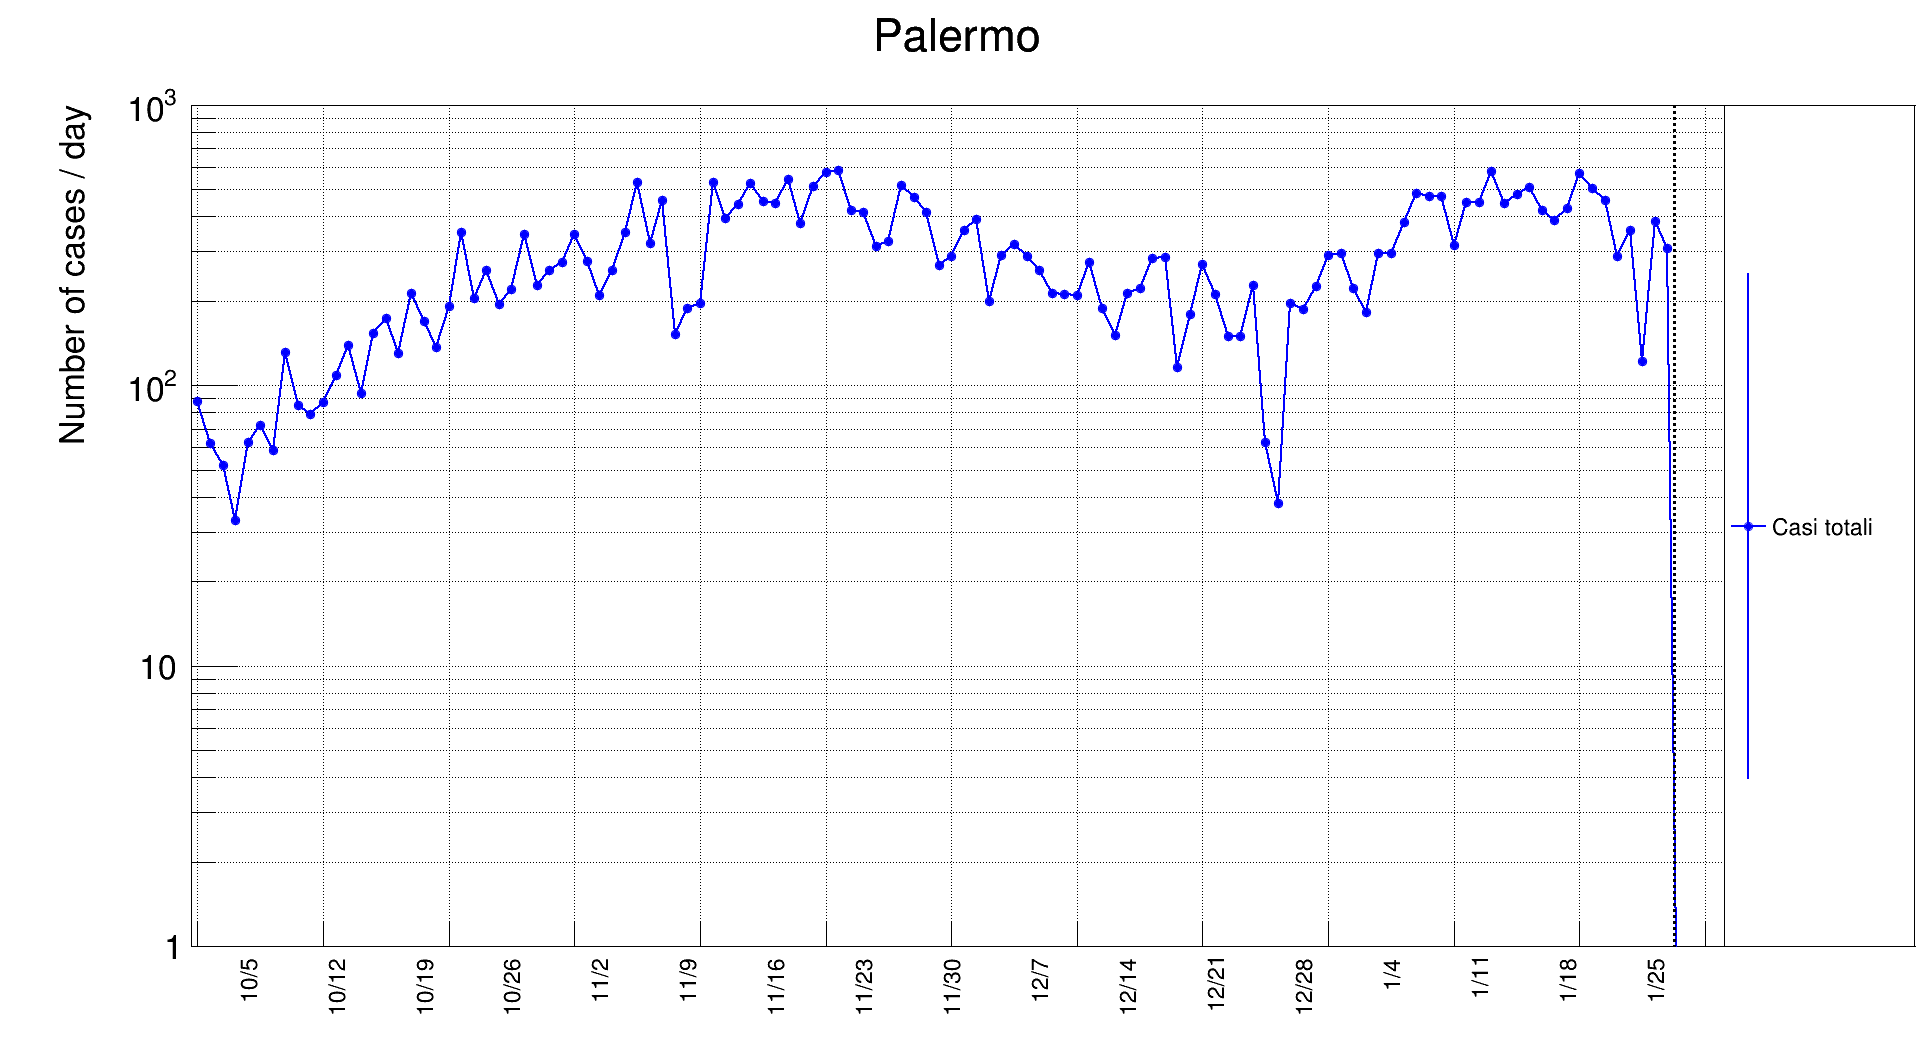 Palermo
Number of cases / day
10³
10²
10
1
10/5 10/12 10/19 10/26 11/2 11/9 11/16 11/23 11/30 12/7 12/14 12/21 12/28 1/4 1/11 1/18 1/25
Casi totali